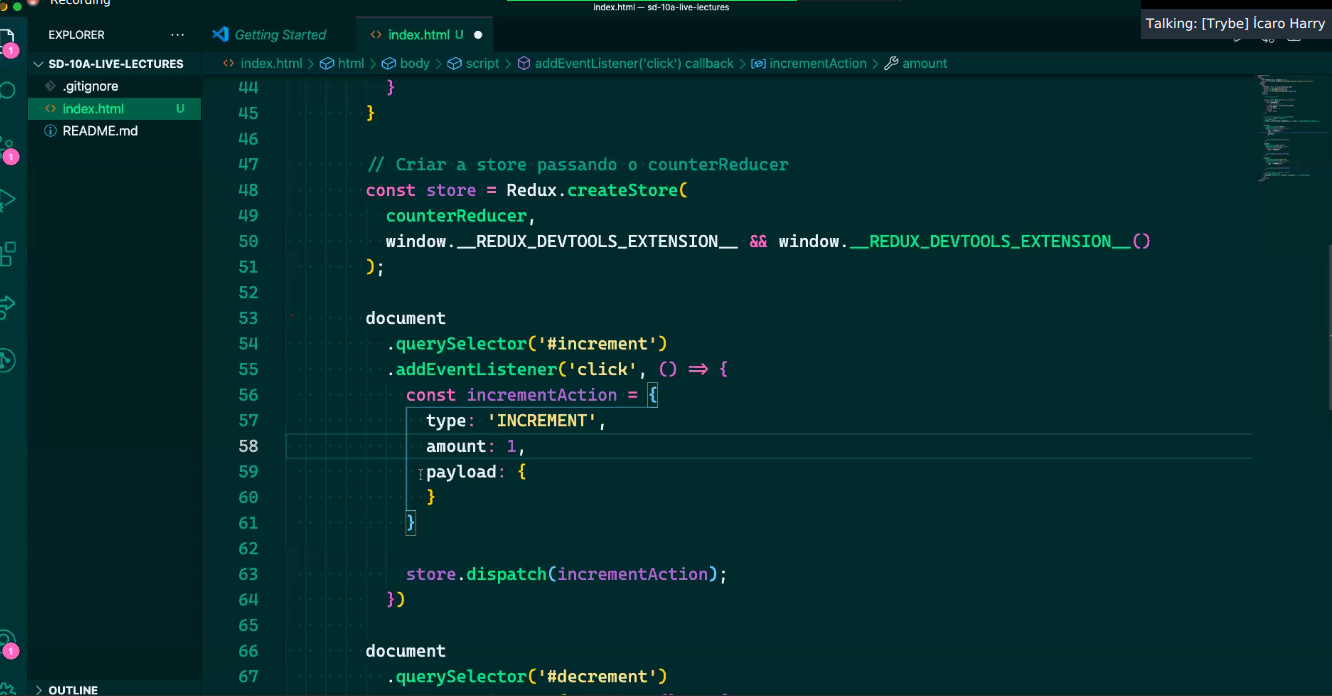 Recording
index.html — sd-10a-live-lectures
Talking: [Trybe] Ícaro Harry
EXPLORER ···
Getting Started
<> index.html U ●
SD-10A-LIVE-LECTURES
<> index.html > html > body > script > addEventListener('click') callback > incrementAction > amount
.gitignore
<> index.html U
README.md
1
1
1
44 }
45 }
46
47 // Criar a store passando o counterReducer
48 const store = Redux.createStore(
49 counterReducer,
50 window.__REDUX_DEVTOOLS_EXTENSION__ && window.__REDUX_DEVTOOLS_EXTENSION__()
51 );
52
53 document
54 .querySelector('#increment')
55 .addEventListener('click', () => {
56 const incrementAction = {
57 type: 'INCREMENT',
58 amount: 1,
59 payload: {
60 }
61 }
62
63 store.dispatch(incrementAction);
64 })
65
66 document
67 .querySelector('#decrement')
OUTLINE